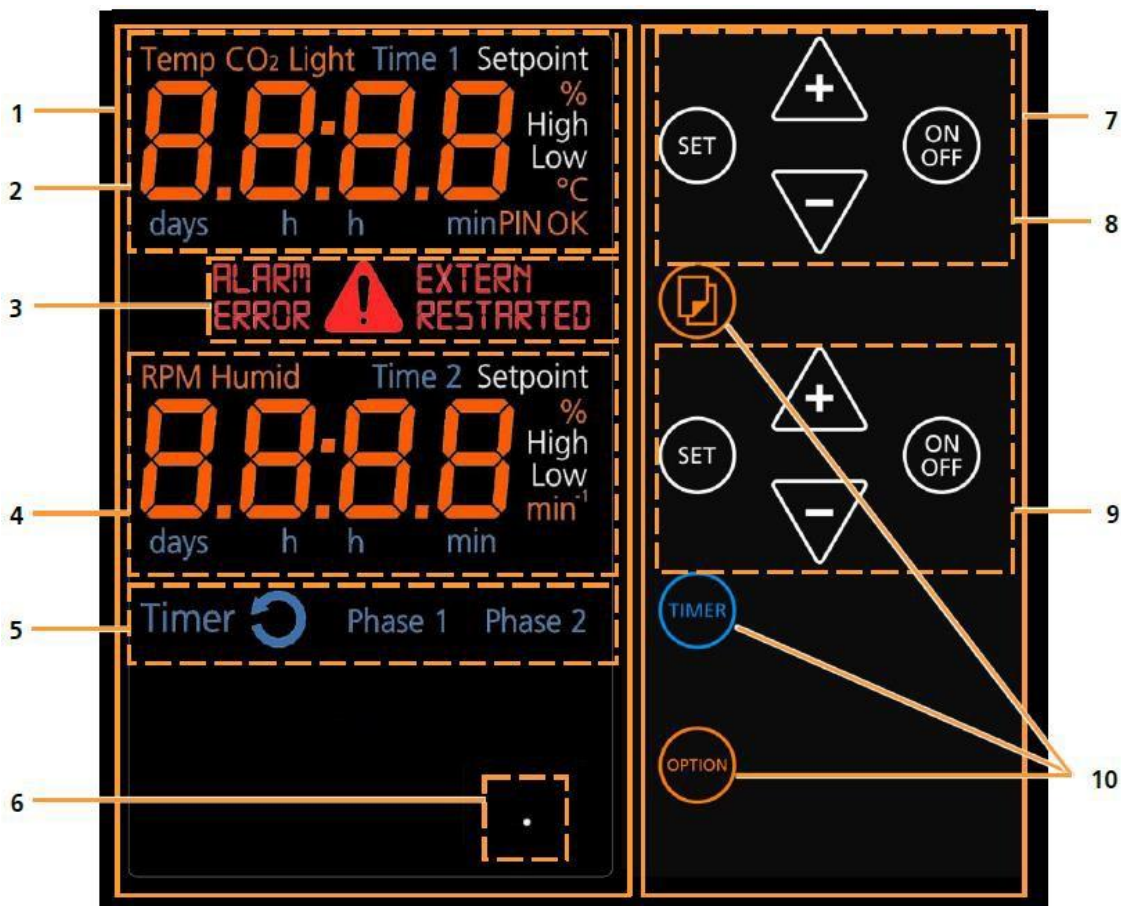 Temp CO₂ Light Time 1 Setpoint
8.8:8.8
%
High
Low
°C
days h h min PIN OK
ALARM EXTERN
ERROR RESTARTED
RPM Humid Time 2 Setpoint
8.8:8.8
%
High
Low
min⁻¹
days h h min
Timer Phase 1 Phase 2
+
SET
ON
OFF
−
+
SET
ON
OFF
−
TIMER
OPTION
1
2
3
4
5
6
7
8
9
10